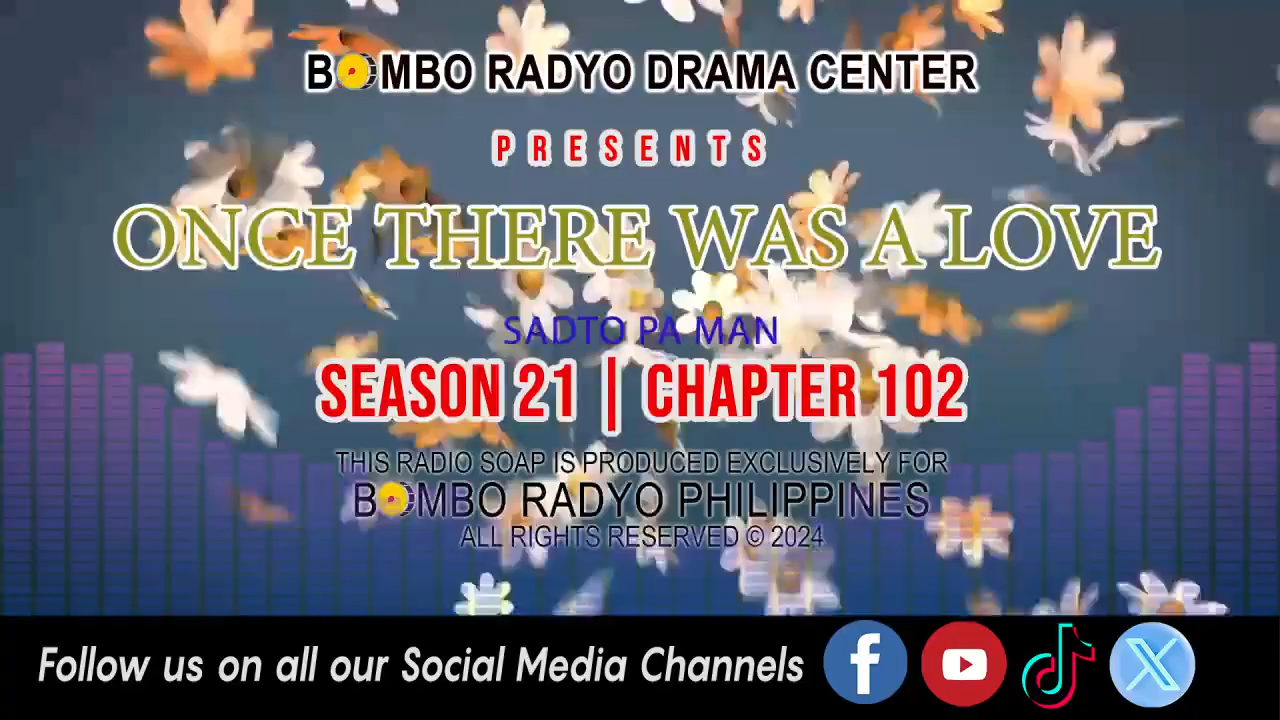 BOMBO RADYO DRAMA CENTER
PRESENTS
ONCE THERE WAS A LOVE
SADTO PA MAN
SEASON 21 | CHAPTER 102
THIS RADIO SOAP IS PRODUCED EXCLUSIVELY FOR
BOMBO RADYO PHILIPPINES
ALL RIGHTS RESERVED © 2024
Follow us on all our Social Media Channels